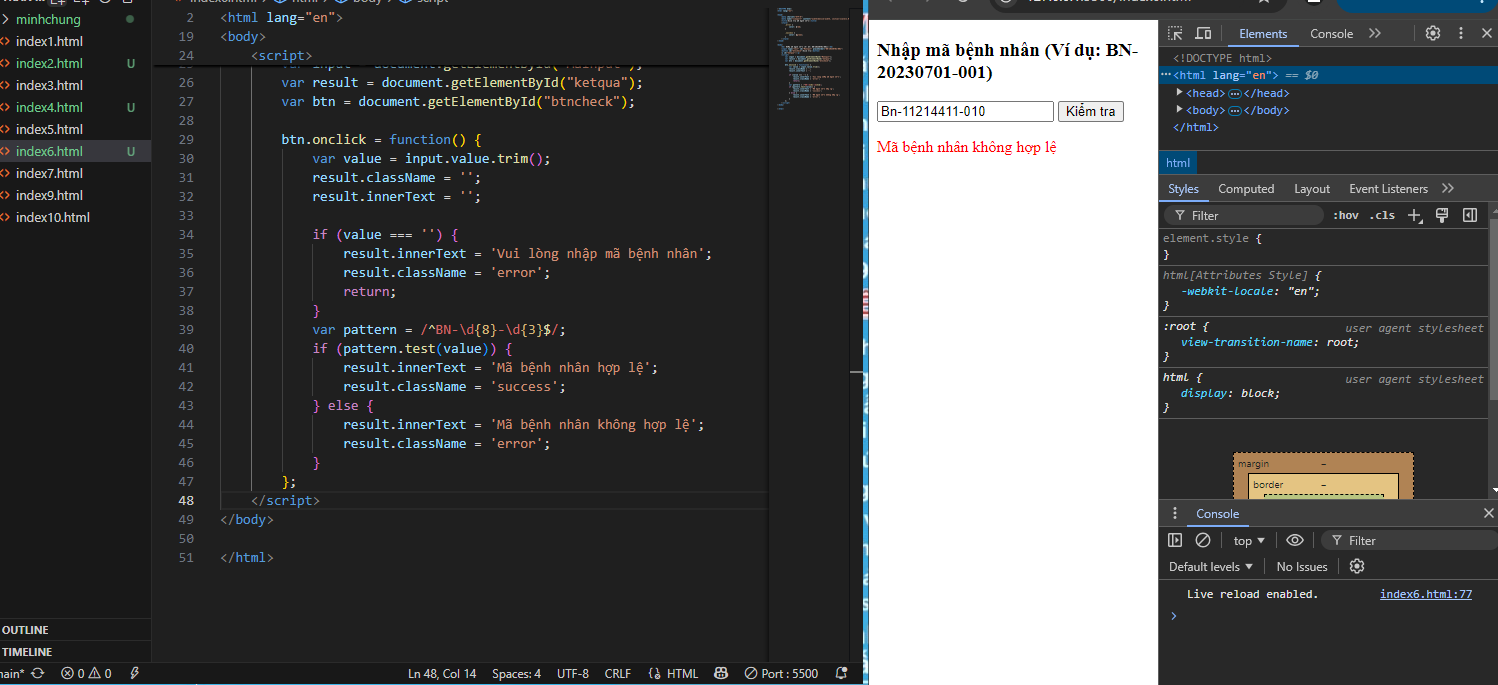 minhchung
index1.html
index2.html U
index3.html
index4.html U
index5.html
index6.html U
index7.html
index9.html
index10.html
OUTLINE
TIMELINE
2 <html lang="en">
19 <body>
24 <script>
26 var result = document.getElementById("ketqua");
27 var btn = document.getElementById("btncheck");
28
29 btn.onclick = function() {
30 var value = input.value.trim();
31 result.className = '';
32 result.innerText = '';
33
34 if (value === '') {
35 result.innerText = 'Vui lòng nhập mã bệnh nhân';
36 result.className = 'error';
37 return;
38 }
39 var pattern = /^BN-\d{8}-\d{3}$/;
40 if (pattern.test(value)) {
41 result.innerText = 'Mã bệnh nhân hợp lệ';
42 result.className = 'success';
43 } else {
44 result.innerText = 'Mã bệnh nhân không hợp lệ';
45 result.className = 'error';
46 }
47 };
48 </script>
49 </body>
50
51 </html>
0 0
Ln 48, Col 14 Spaces: 4 UTF-8 CRLF HTML Port : 5500
Nhập mã bệnh nhân (Ví dụ: BN-
20230701-001)
Bn-11214411-010 Kiểm tra
Mã bệnh nhân không hợp lệ
Elements Console
<!DOCTYPE html>
<html lang="en"> == $0
<head> </head>
<body> </body>
</html>
html
Styles Computed Layout Event Listeners
Filter :hov .cls
element.style {
}
html[Attributes Style] {
-webkit-locale: "en";
}
:root { user agent stylesheet
view-transition-name: root;
}
html { user agent stylesheet
display: block;
}
margin –
border –
Console
top Filter
Default levels No Issues
Live reload enabled. index6.html:77